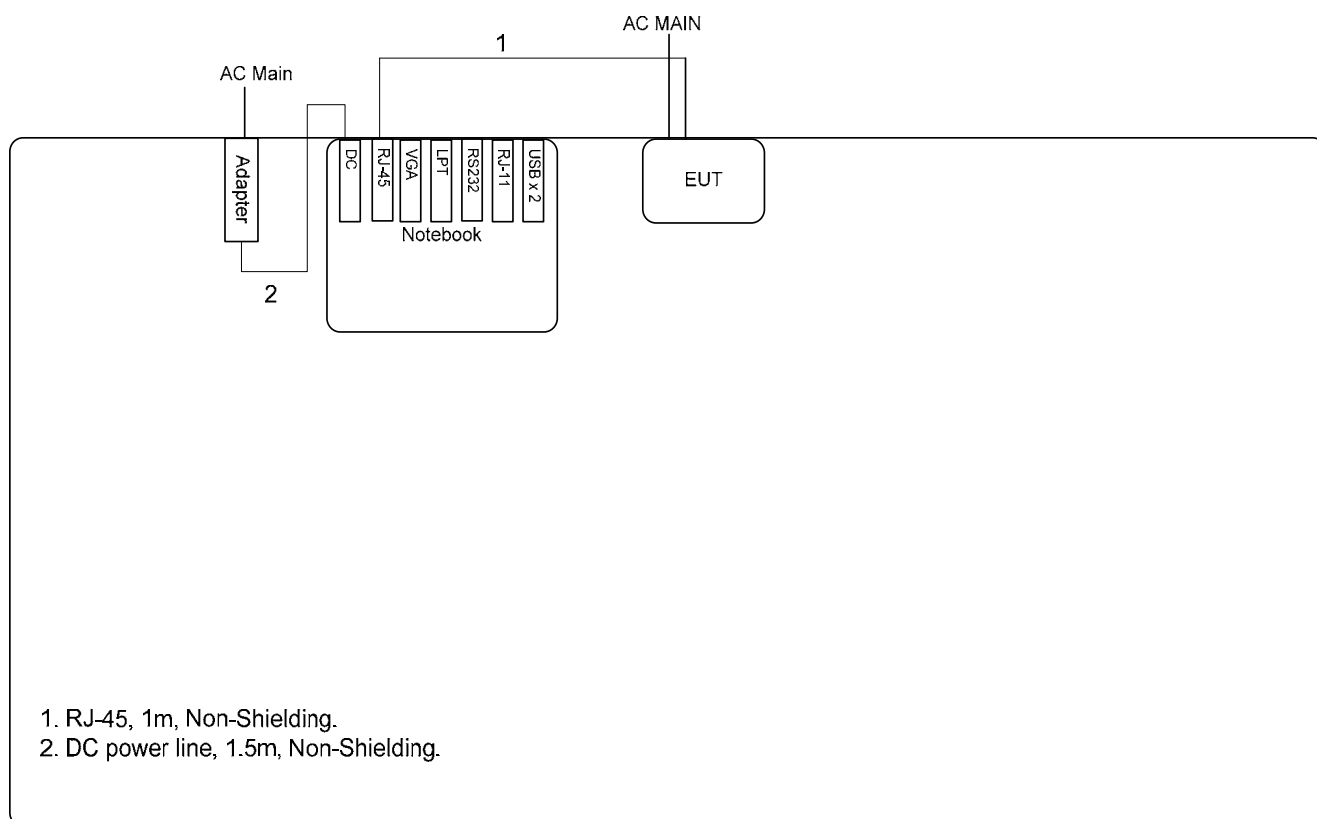 AC MAIN
1
AC Main
Adapter
DC
RJ-45
VGA
LPT
RS232
RJ-11
USB x 2
EUT
Notebook
2
1. RJ-45, 1m, Non-Shielding.
2. DC power line, 1.5m, Non-Shielding.